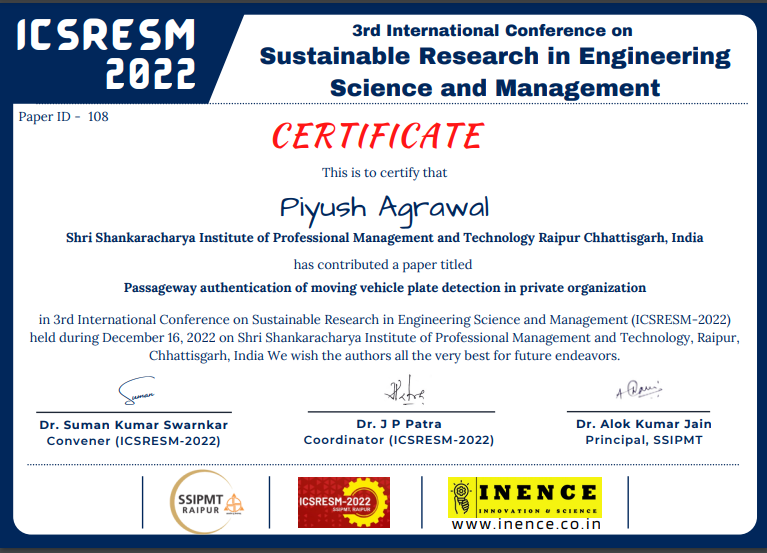 ICSRESM
2022
3rd International Conference on
Sustainable Research in Engineering
Science and Management
Paper ID - 108
CERTIFICATE
This is to certify that
Piyush Agrawal
Shri Shankaracharya Institute of Professional Management and Technology Raipur Chhattisgarh, India
has contributed a paper titled
Passageway authentication of moving vehicle plate detection in private organization
in 3rd International Conference on Sustainable Research in Engineering Science and Management (ICSRESM-2022)
held during December 16, 2022 on Shri Shankaracharya Institute of Professional Management and Technology, Raipur,
Chhattisgarh, India We wish the authors all the very best for future endeavors.
Suman
Dr. Suman Kumar Swarnkar
Convener (ICSRESM-2022)
Dr. J P Patra
Coordinator (ICSRESM-2022)
Dr. Alok Kumar Jain
Principal, SSIPMT
SSIPMT
RAIPUR
ICSRESM-2022
SSIPMT, RAIPUR
INENCE
INNOVATION & SCIENCE
www.inence.co.in